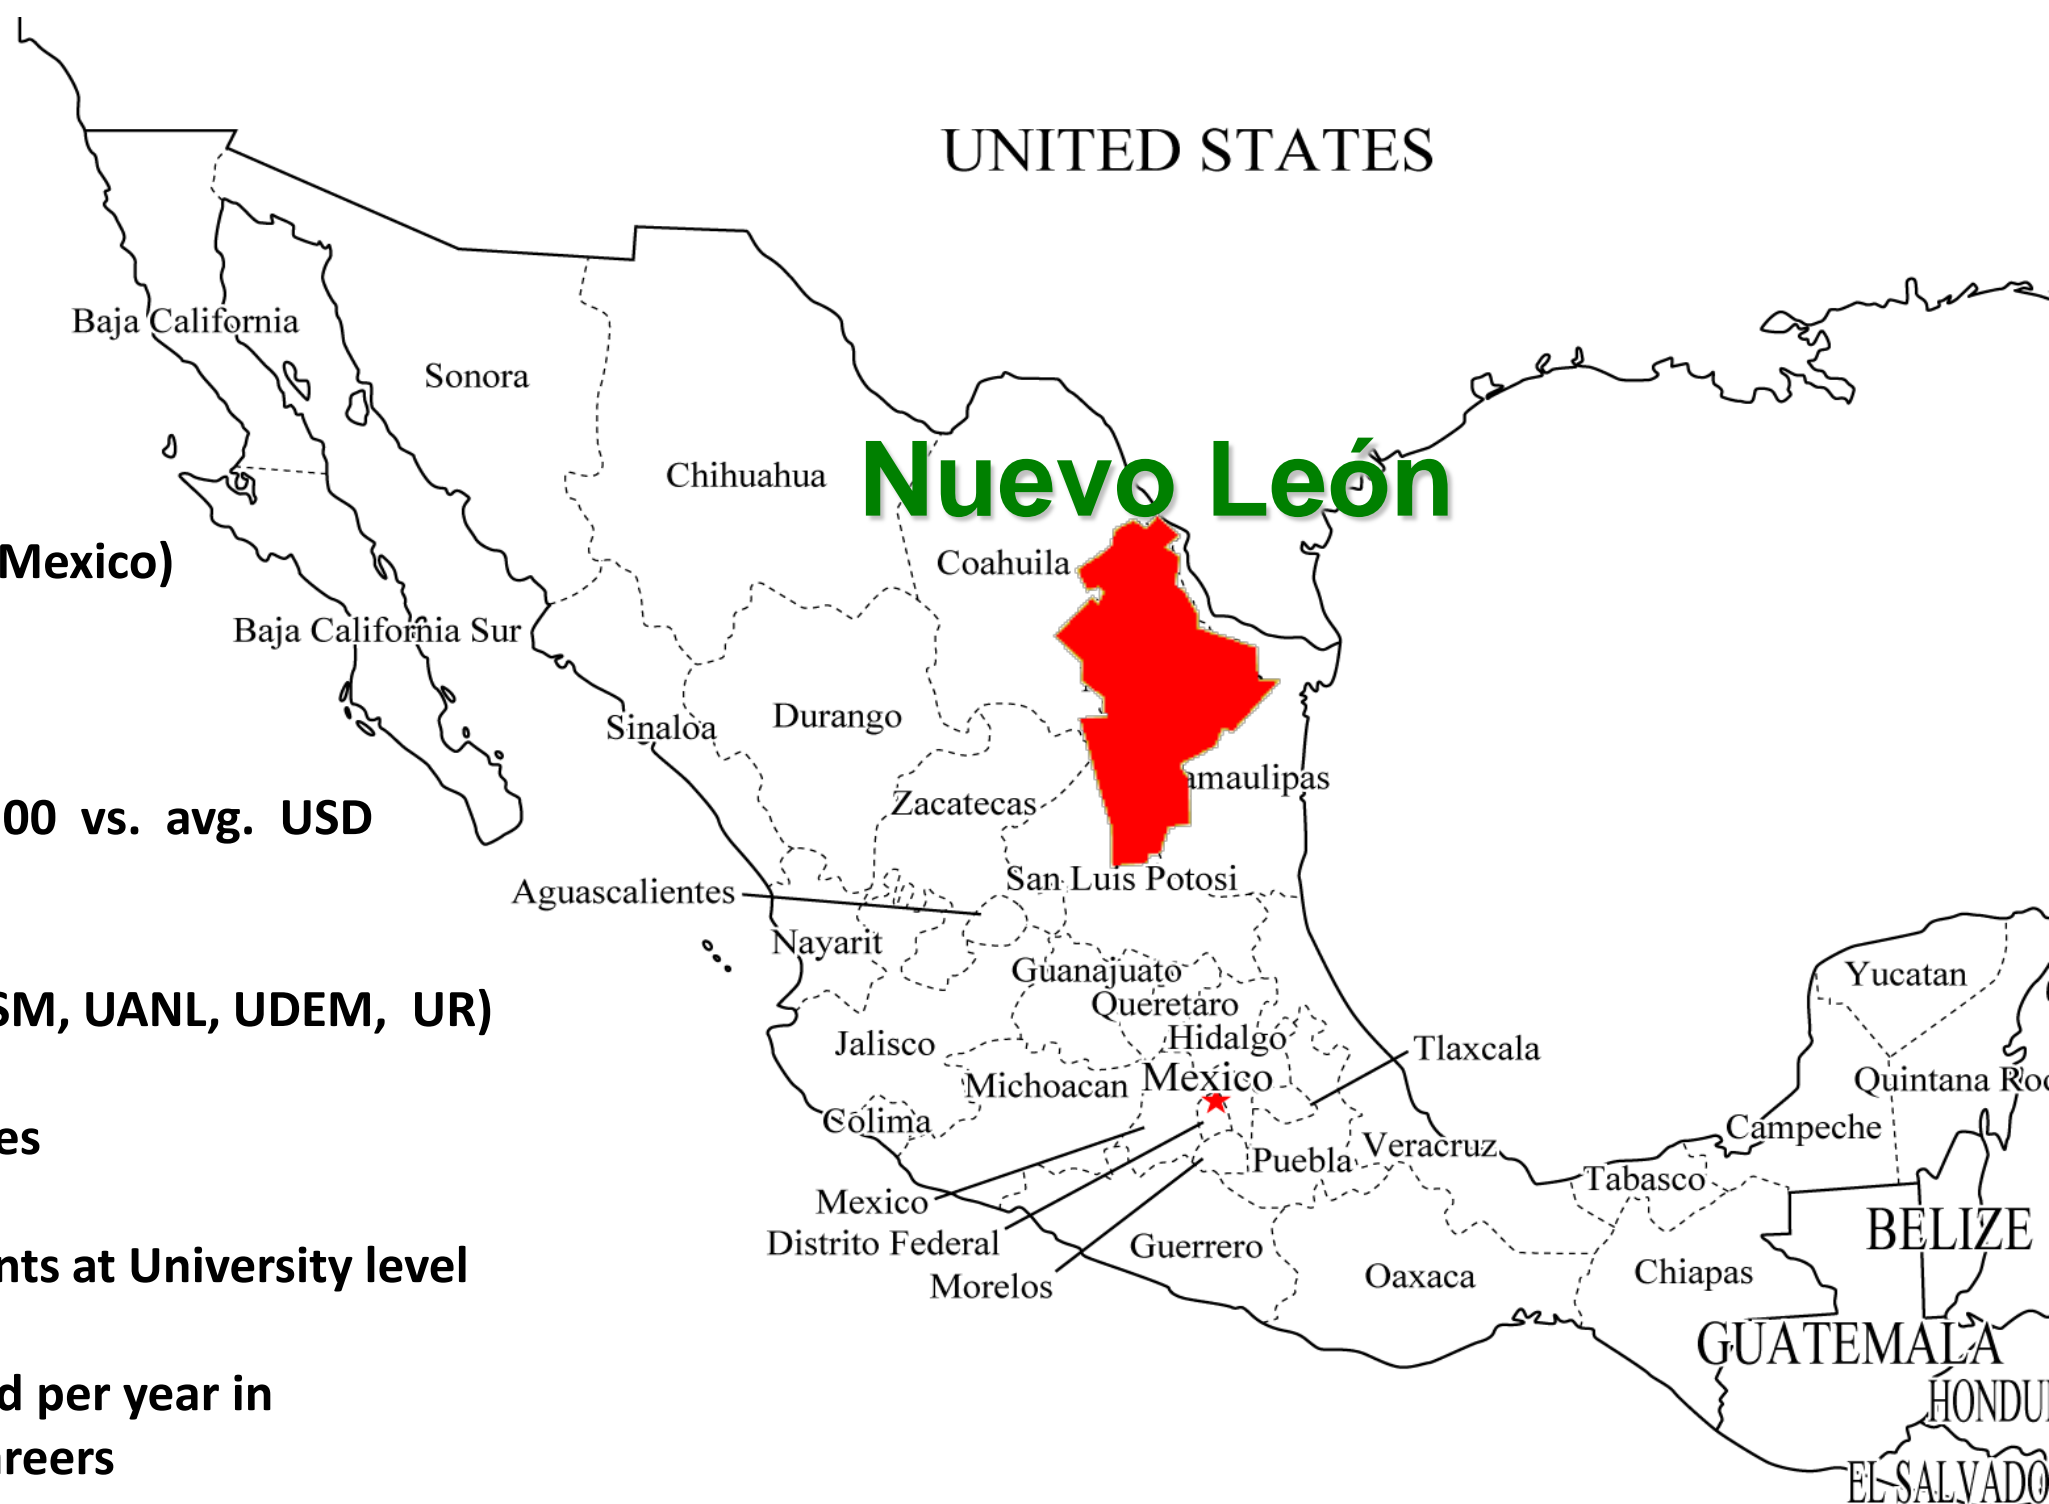 UNITED STATES
Baja California
Sonora
Chihuahua
Nuevo León
Coahuila
Mexico)
Baja California Sur
Sinaloa
Durango
amaulipas
Zacatecas
00 vs. avg. USD
San Luis Potosi
Aguascalientes
Nayarit
Guanajuato
Yucatan
Queretaro
SM, UANL, UDEM, UR)
Hidalgo
Jalisco
Tlaxcala
Mexico
Michoacan
Quintana Roo
Colima
Campeche
es
Veracruz
Puebla
Tabasco
Mexico
BELIZE
Distrito Federal
Guerrero
nts at University level
Oaxaca
Chiapas
Morelos
GUATEMALA
d per year in
HONDU
areers
EL SALVADO